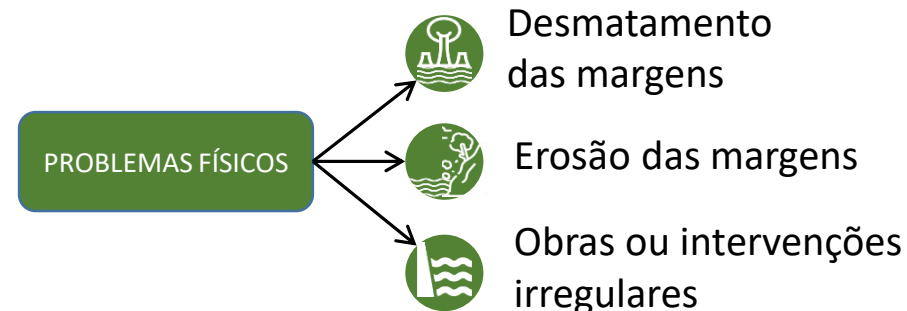 PROBLEMAS FÍSICOS
Desmatamento
das margens
Erosão das margens
Obras ou intervenções
irregulares